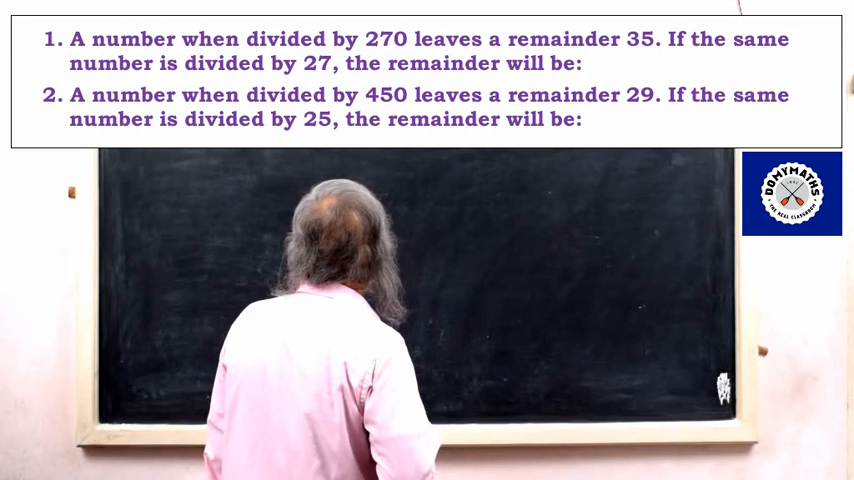 1. A number when divided by 270 leaves a remainder 35. If the same
number is divided by 27, the remainder will be:
2. A number when divided by 450 leaves a remainder 29. If the same
number is divided by 25, the remainder will be:
DOMYMATHS
THE REAL CLASSROOM